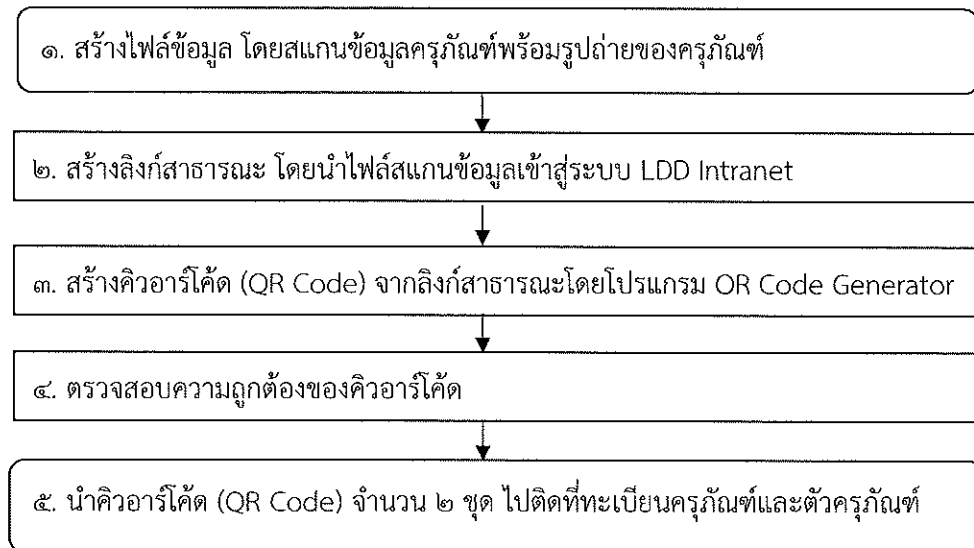 ๑. สร้างไฟล์ข้อมูล โดยสแกนข้อมูลครุภัณฑ์พร้อมรูปถ่ายของครุภัณฑ์
๒. สร้างลิงก์สาธารณะ โดยนำไฟล์สแกนข้อมูลเข้าสู่ระบบ LDD Intranet
๓. สร้างคิวอาร์โค้ด (QR Code) จากลิงก์สาธารณะโดยโปรแกรม OR Code Generator
๔. ตรวจสอบความถูกต้องของคิวอาร์โค้ด
๕. นำคิวอาร์โค้ด (QR Code) จำนวน ๒ ชุด ไปติดที่ทะเบียนครุภัณฑ์และตัวครุภัณฑ์